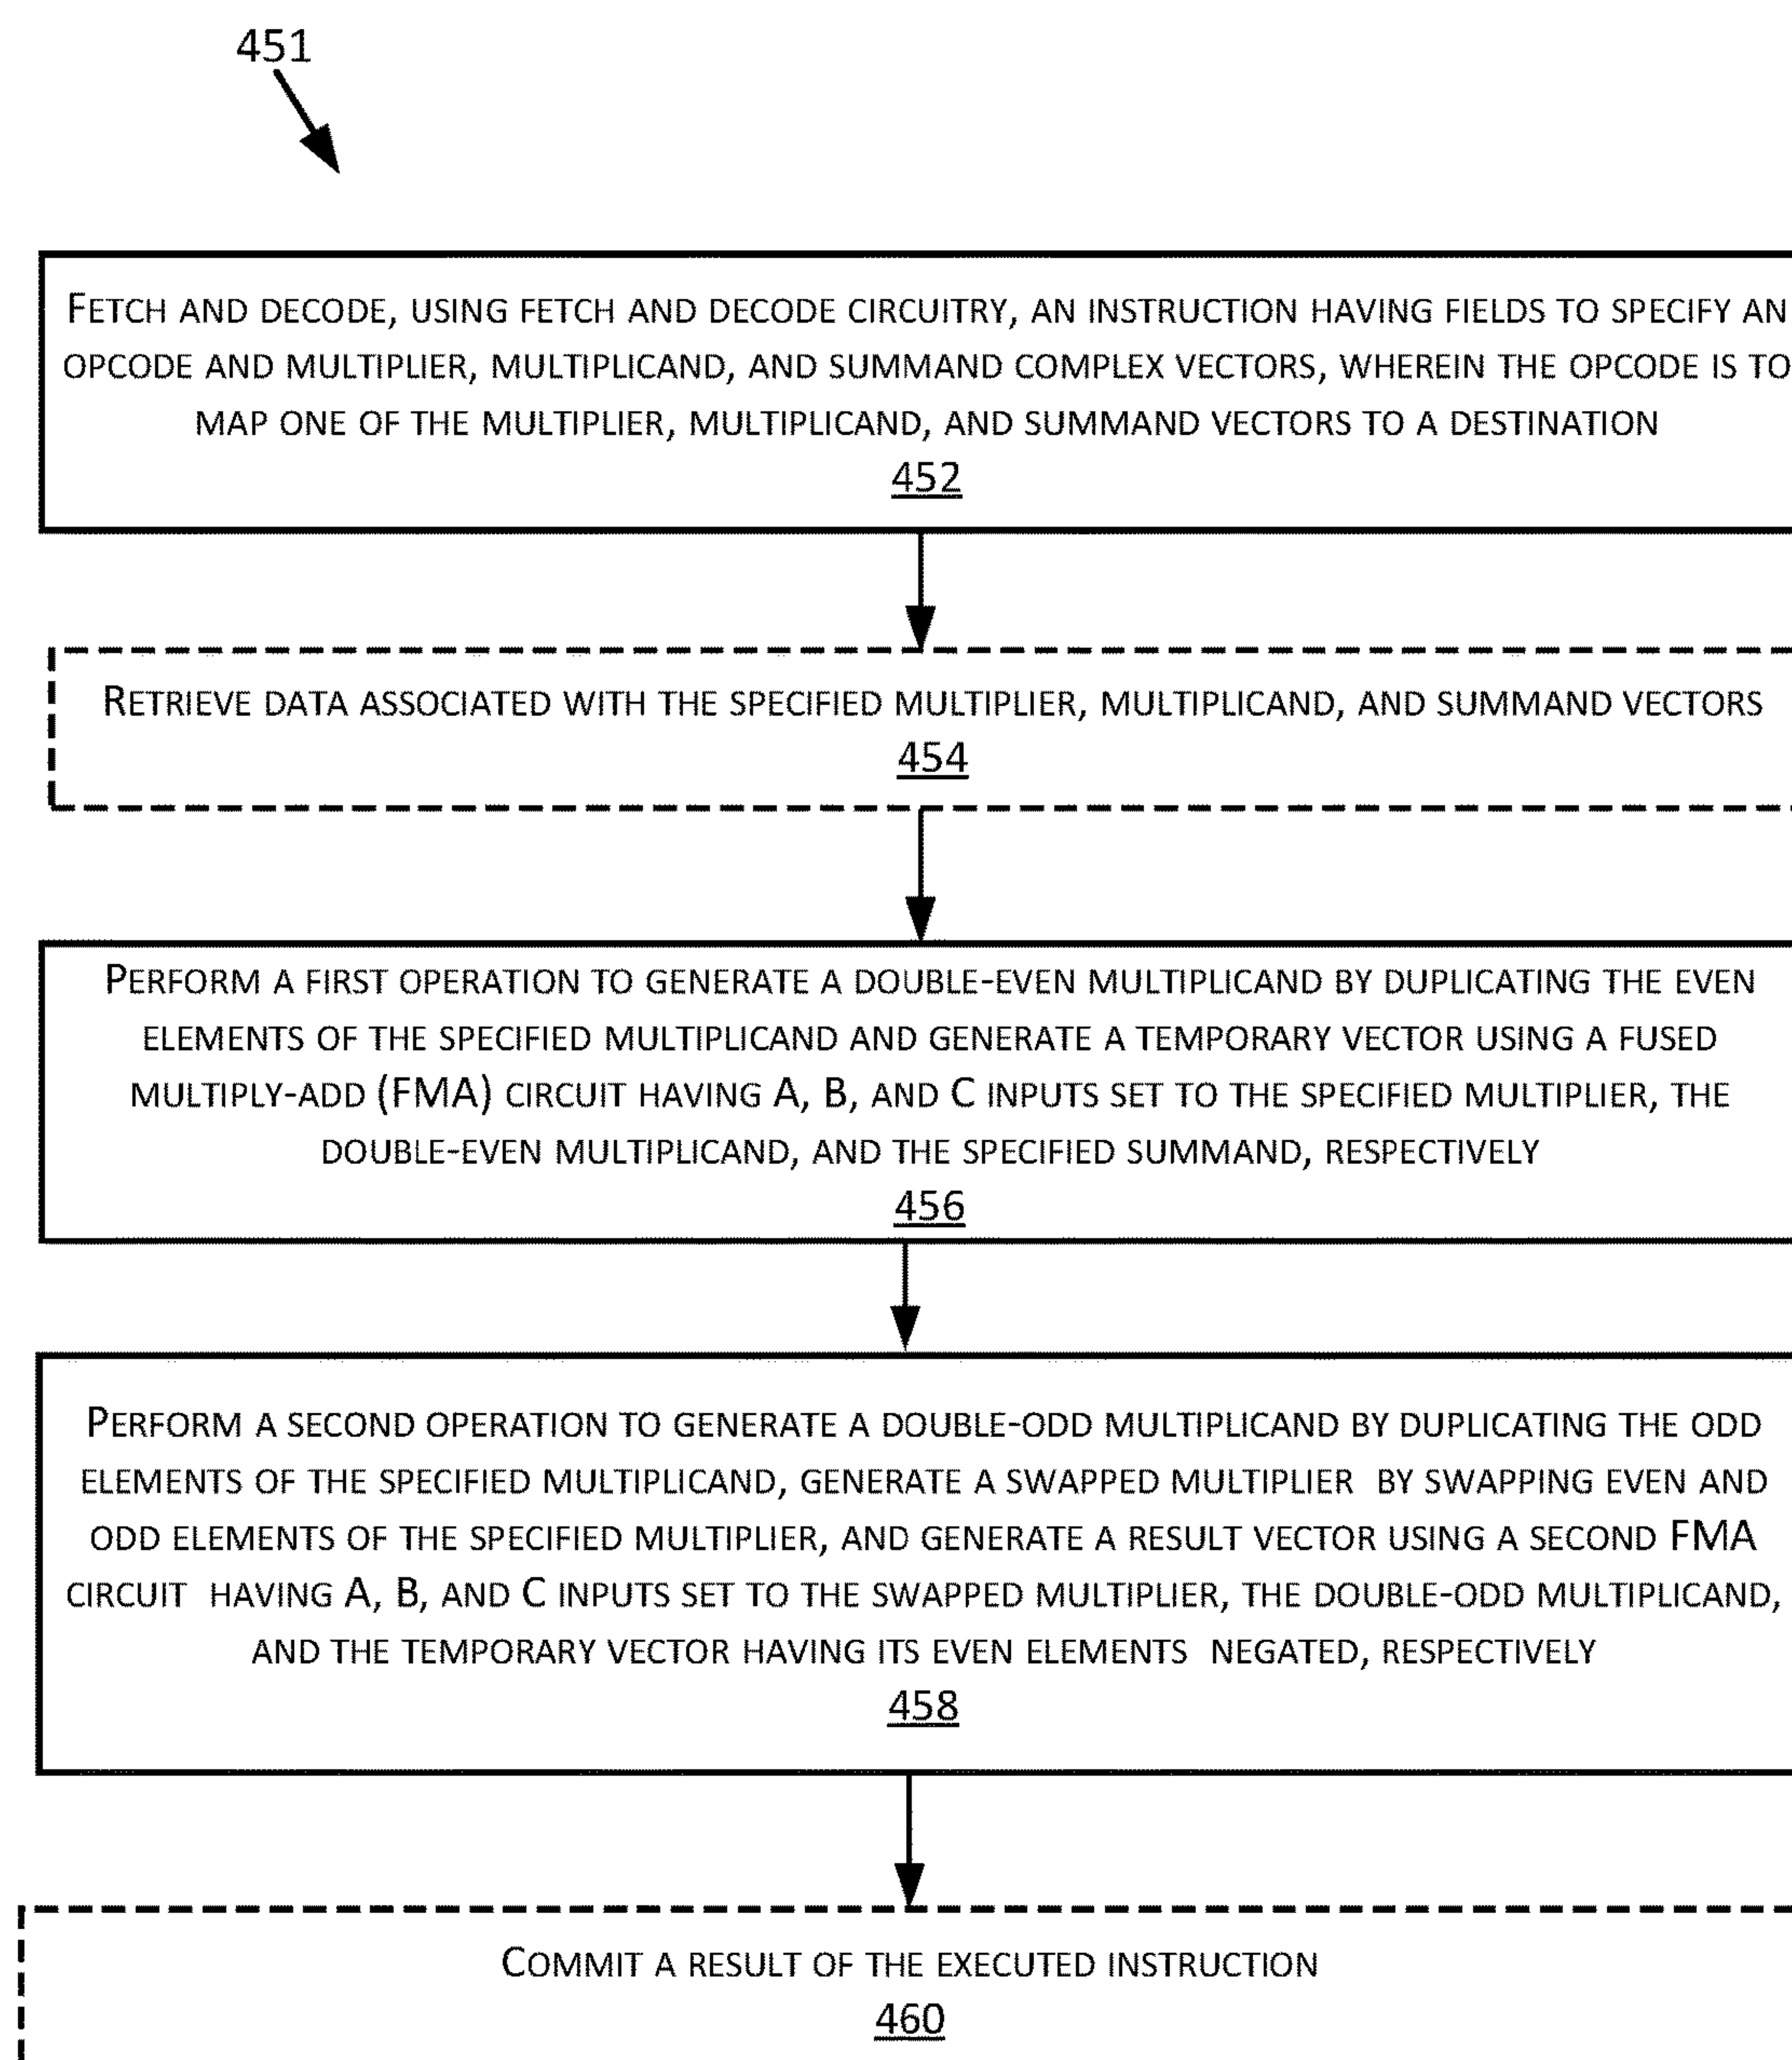 451
FETCH AND DECODE, USING FETCH AND DECODE CIRCUITRY, AN INSTRUCTION HAVING FIELDS TO SPECIFY AN
OPCODE AND MULTIPLIER, MULTIPLICAND, AND SUMMAND COMPLEX VECTORS, WHEREIN THE OPCODE IS TO
MAP ONE OF THE MULTIPLIER, MULTIPLICAND, AND SUMMAND VECTORS TO A DESTINATION
452
RETRIEVE DATA ASSOCIATED WITH THE SPECIFIED MULTIPLIER, MULTIPLICAND, AND SUMMAND VECTORS
454
PERFORM A FIRST OPERATION TO GENERATE A DOUBLE-EVEN MULTIPLICAND BY DUPLICATING THE EVEN
ELEMENTS OF THE SPECIFIED MULTIPLICAND AND GENERATE A TEMPORARY VECTOR USING A FUSED
MULTIPLY-ADD (FMA) CIRCUIT HAVING A, B, AND C INPUTS SET TO THE SPECIFIED MULTIPLIER, THE
DOUBLE-EVEN MULTIPLICAND, AND THE SPECIFIED SUMMAND, RESPECTIVELY
456
PERFORM A SECOND OPERATION TO GENERATE A DOUBLE-ODD MULTIPLICAND BY DUPLICATING THE ODD
ELEMENTS OF THE SPECIFIED MULTIPLICAND, GENERATE A SWAPPED MULTIPLIER BY SWAPPING EVEN AND
ODD ELEMENTS OF THE SPECIFIED MULTIPLIER, AND GENERATE A RESULT VECTOR USING A SECOND FMA
CIRCUIT HAVING A, B, AND C INPUTS SET TO THE SWAPPED MULTIPLIER, THE DOUBLE-ODD MULTIPLICAND,
AND THE TEMPORARY VECTOR HAVING ITS EVEN ELEMENTS NEGATED, RESPECTIVELY
458
COMMIT A RESULT OF THE EXECUTED INSTRUCTION
460